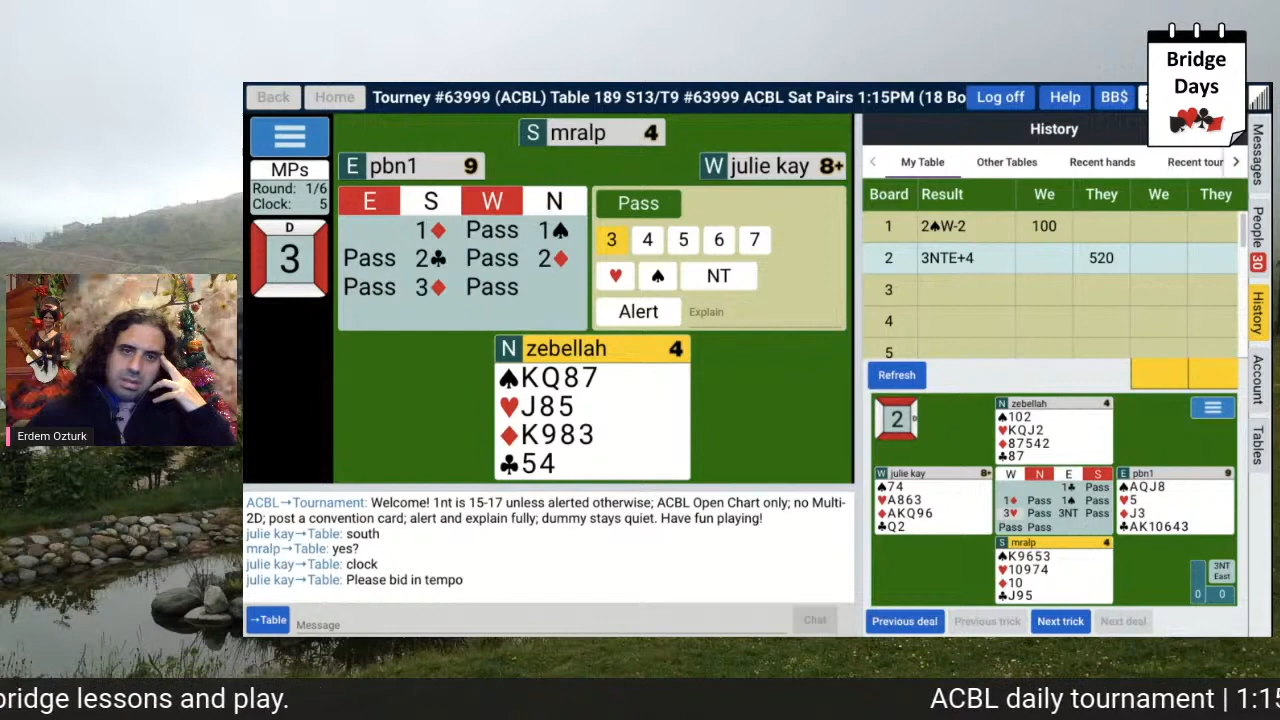 Bridge
Days
Back
Home
Tourney #63999 (ACBL) Table 189 S13/T9 #63999 ACBL Sat Pairs 1:15PM (18 Bo
Log off
Help
BB$
MPs
Round: 1/6
Clock: 5
D
3
S mralp 4
E pbn1 9
W julie kay 8+
E S W N
1♦ Pass 1♠
Pass 2♣ Pass 2♦
Pass 3♦ Pass
Pass
3 4 5 6 7
♥ ♠ NT
Alert Explain
N zebellah 4
♠KQ87
♥J85
♦K983
♣54
ACBL→Tournament: Welcome! 1nt is 15-17 unless alerted otherwise; ACBL Open Chart only; no Multi-
2D; post a convention card; alert and explain fully; dummy stays quiet. Have fun playing!
julie kay→Table: south
mralp→Table: yes?
julie kay→Table: clock
julie kay→Table: Please bid in tempo
→Table Message Chat
History
My Table Other Tables Recent hands Recent tour
Board Result We They We They
1 2♠W-2 100
2 3NTE+4 520
3
4
5
Refresh
2
D
N zebellah 4
♠102
♥KQJ2
♦87542
♣87
W julie kay 8+
♠74
♥A863
♦AKQ96
♣Q2
W N E S
1♣ Pass
1♦ Pass 1♠ Pass
3♥ Pass 3NT Pass
Pass Pass
E pbn1 9
♠AQJ8
♥5
♦J3
♣AK10643
S mralp 4
♠K9653
♥10974
♦10
♣J95
3NT
East
0 0
Previous deal Previous trick Next trick Next deal
Messages
People 30
History
Account
Tables
Erdem Ozturk
bridge lessons and play.
ACBL daily tournament | 1:15